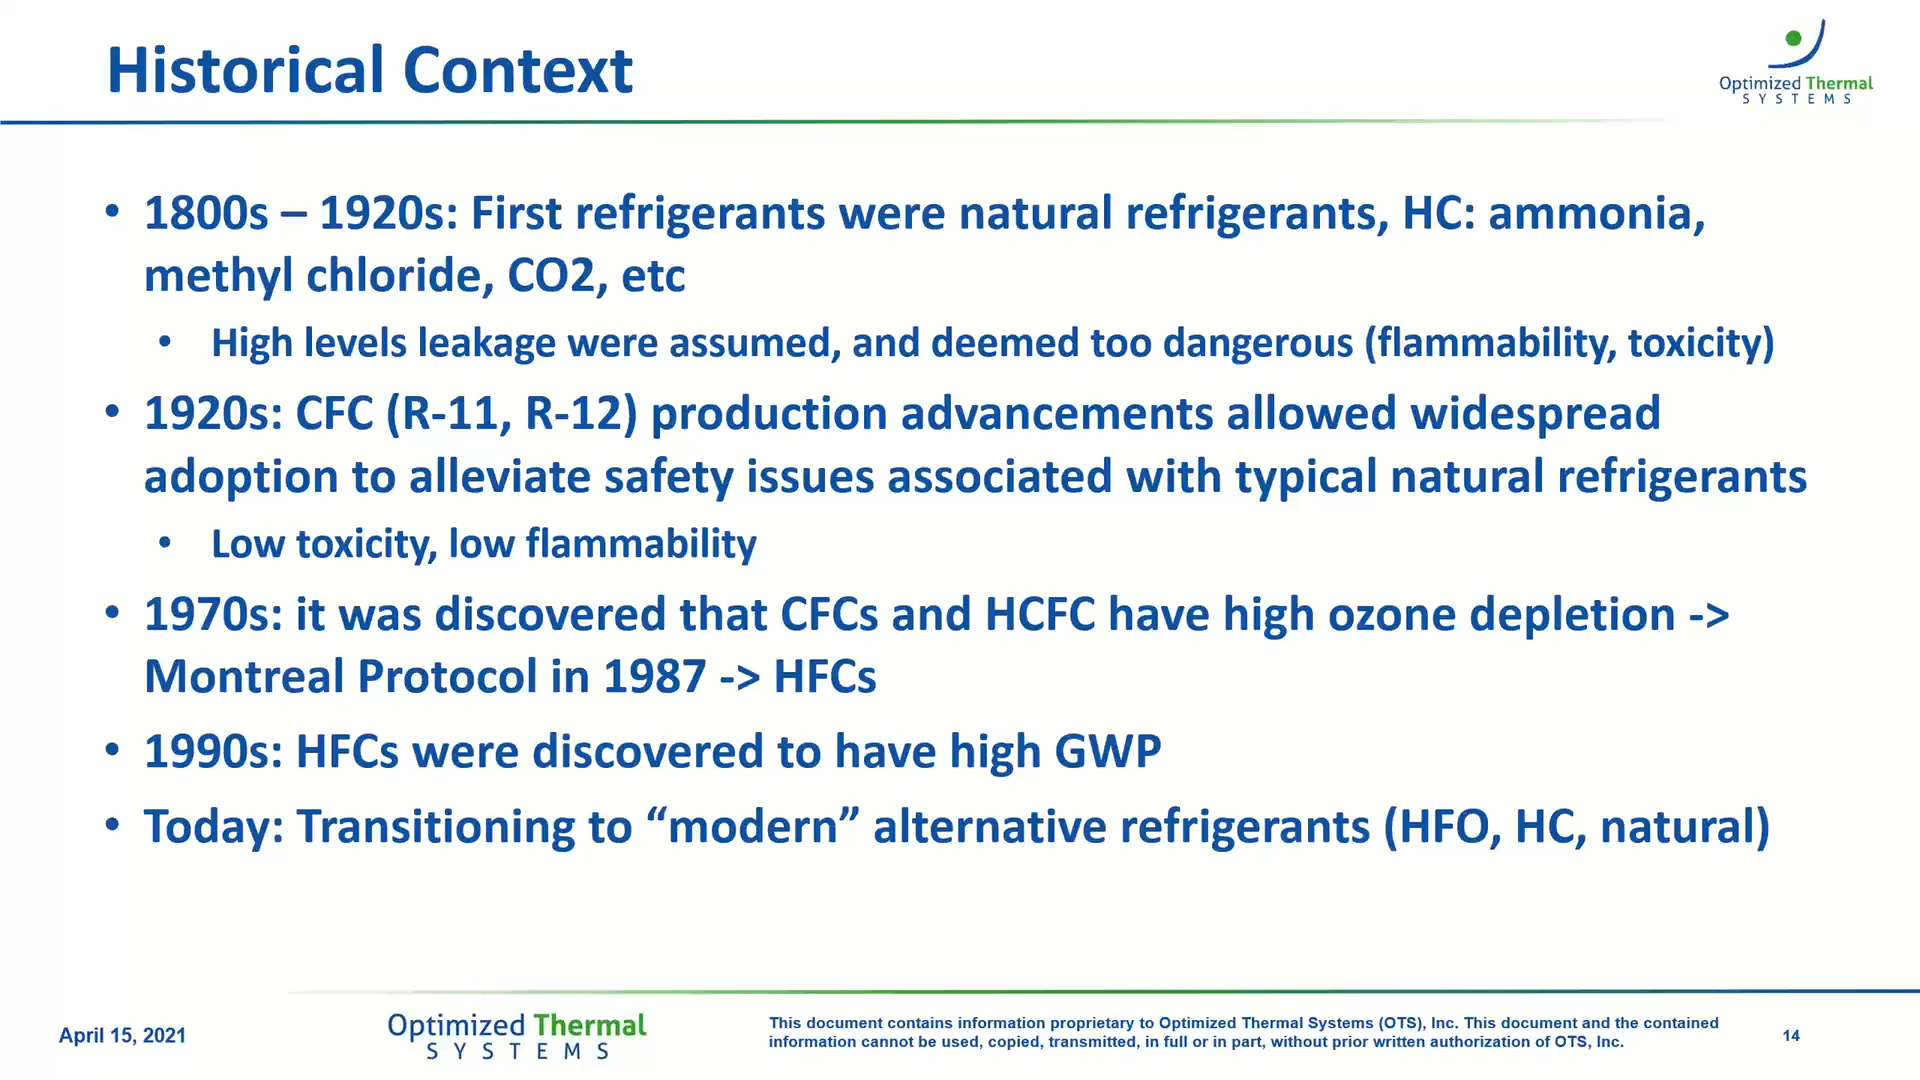 Historical Context
Optimized Thermal
SYSTEMS
• 1800s – 1920s: First refrigerants were natural refrigerants, HC: ammonia,
methyl chloride, CO2, etc
• High levels leakage were assumed, and deemed too dangerous (flammability, toxicity)
• 1920s: CFC (R-11, R-12) production advancements allowed widespread
adoption to alleviate safety issues associated with typical natural refrigerants
• Low toxicity, low flammability
• 1970s: it was discovered that CFCs and HCFC have high ozone depletion ->
Montreal Protocol in 1987 -> HFCs
• 1990s: HFCs were discovered to have high GWP
• Today: Transitioning to “modern” alternative refrigerants (HFO, HC, natural)
April 15, 2021
Optimized Thermal
SYSTEMS
This document contains information proprietary to Optimized Thermal Systems (OTS), Inc. This document and the contained
information cannot be used, copied, transmitted, in full or in part, without prior written authorization of OTS, Inc.
14